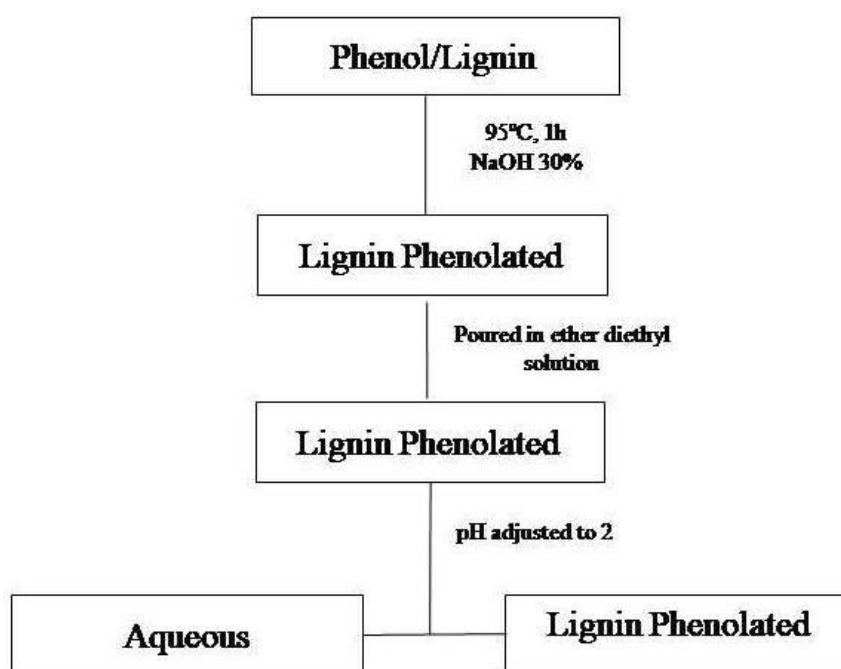 Phenol/Lignin
95ºC, 1h
NaOH 30%
Lignin Phenolated
Poured in ether diethyl
solution
Lignin Phenolated
pH adjusted to 2
Aqueous
Lignin Phenolated